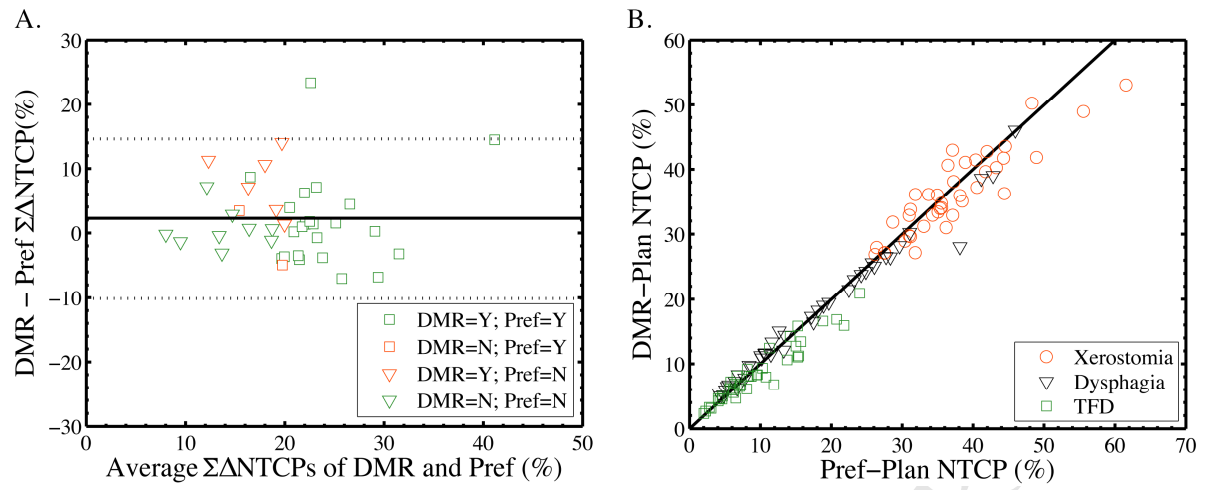 A.
30
20
10
0
−10
−20
−30
0
10
20
30
40
50
DMR − Pref ΣΔNTCP(%)
Average ΣΔNTCPs of DMR and Pref (%)
DMR=Y; Pref=Y
DMR=N; Pref=Y
DMR=Y; Pref=N
DMR=N; Pref=N
B.
60
50
40
30
20
10
0
0
10
20
30
40
50
60
70
DMR−Plan NTCP (%)
Pref−Plan NTCP (%)
Xerostomia
Dysphagia
TFD